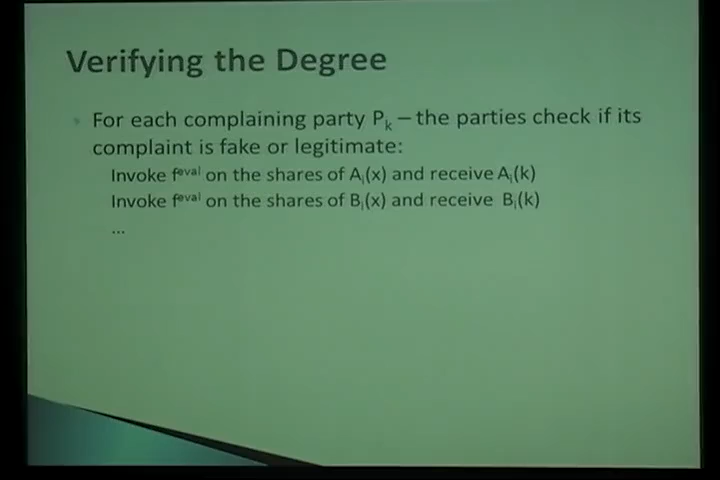 Verifying the Degree
For each complaining party Pk – the parties check if its
complaint is fake or legitimate:
Invoke feval on the shares of Ai(x) and receive Ai(k)
Invoke feval on the shares of Bi(x) and receive Bi(k)
...